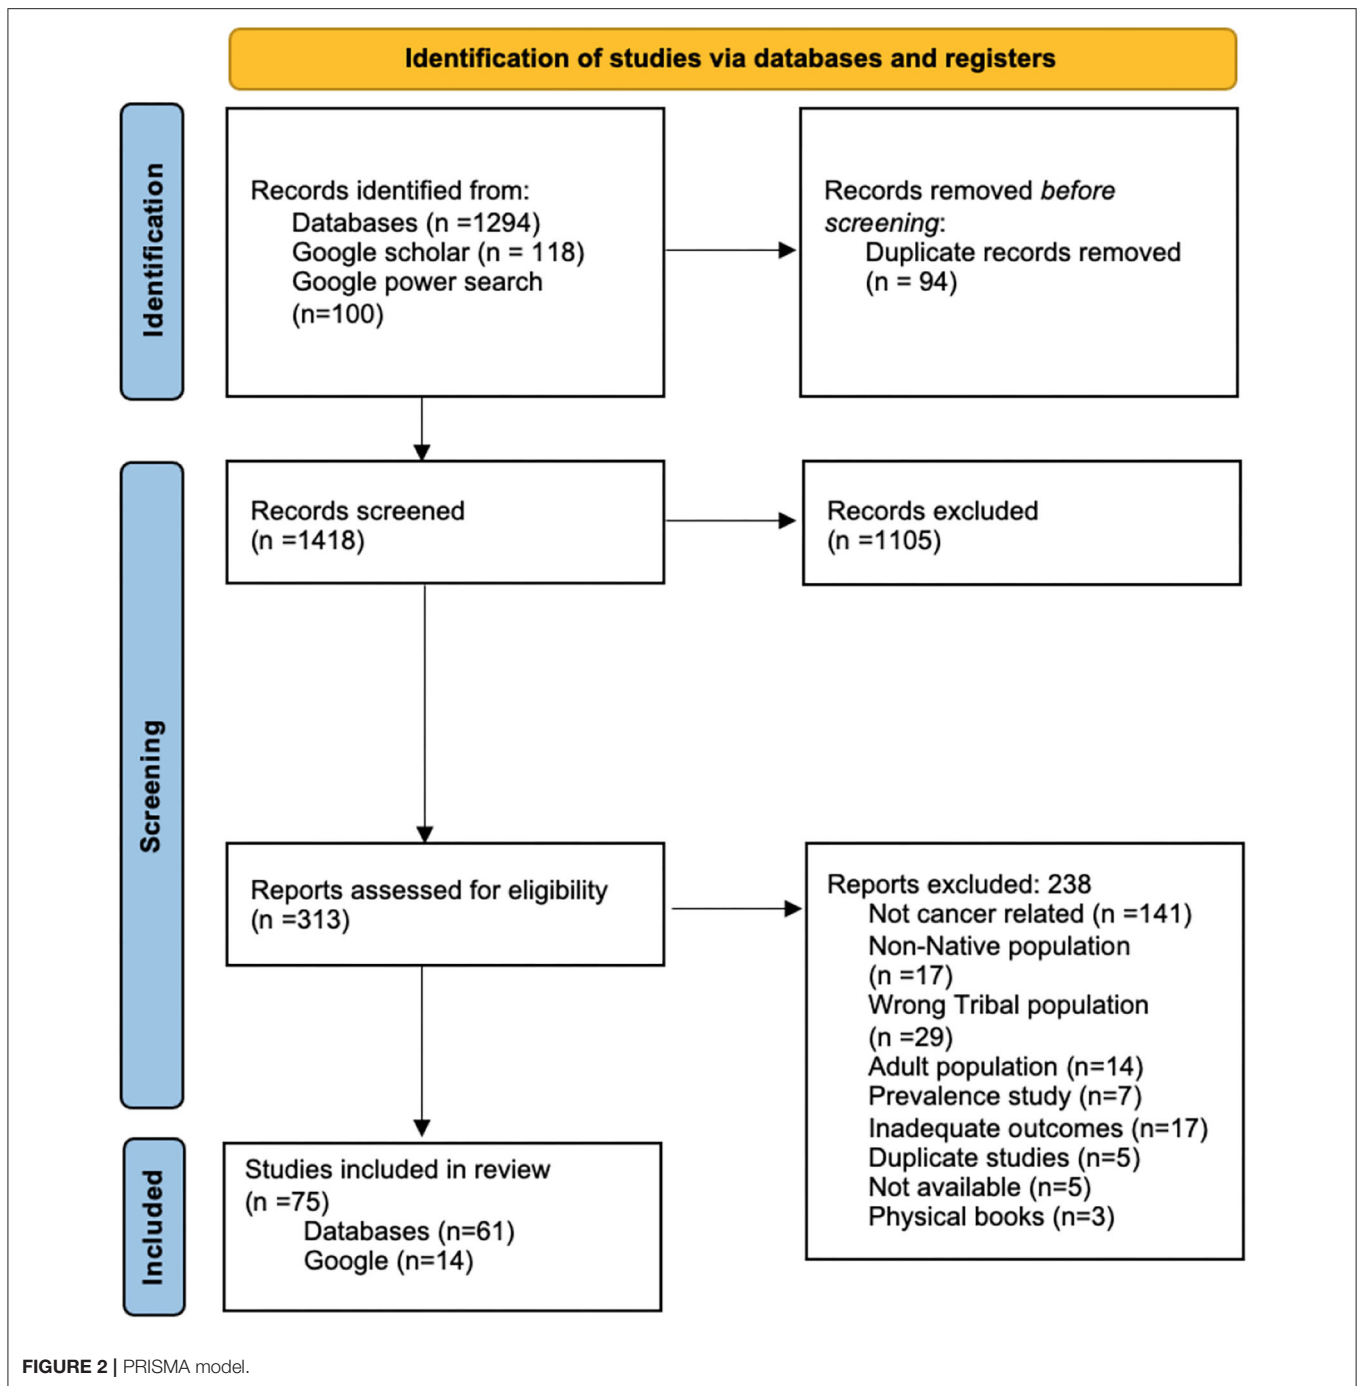 Identification of studies via databases and registers
Identification
Records identified from:
Databases (n =1294)
Google scholar (n = 118)
Google power search
(n=100)
Records removed before
screening:
Duplicate records removed
(n = 94)
Screening
Records screened
(n =1418)
Records excluded
(n =1105)
Reports assessed for eligibility
(n =313)
Reports excluded: 238
Not cancer related (n =141)
Non-Native population
(n =17)
Wrong Tribal population
(n =29)
Adult population (n=14)
Prevalence study (n=7)
Inadequate outcomes (n=17)
Duplicate studies (n=5)
Not available (n=5)
Physical books (n=3)
Included
Studies included in review
(n =75)
Databases (n=61)
Google (n=14)
FIGURE 2 | PRISMA model.